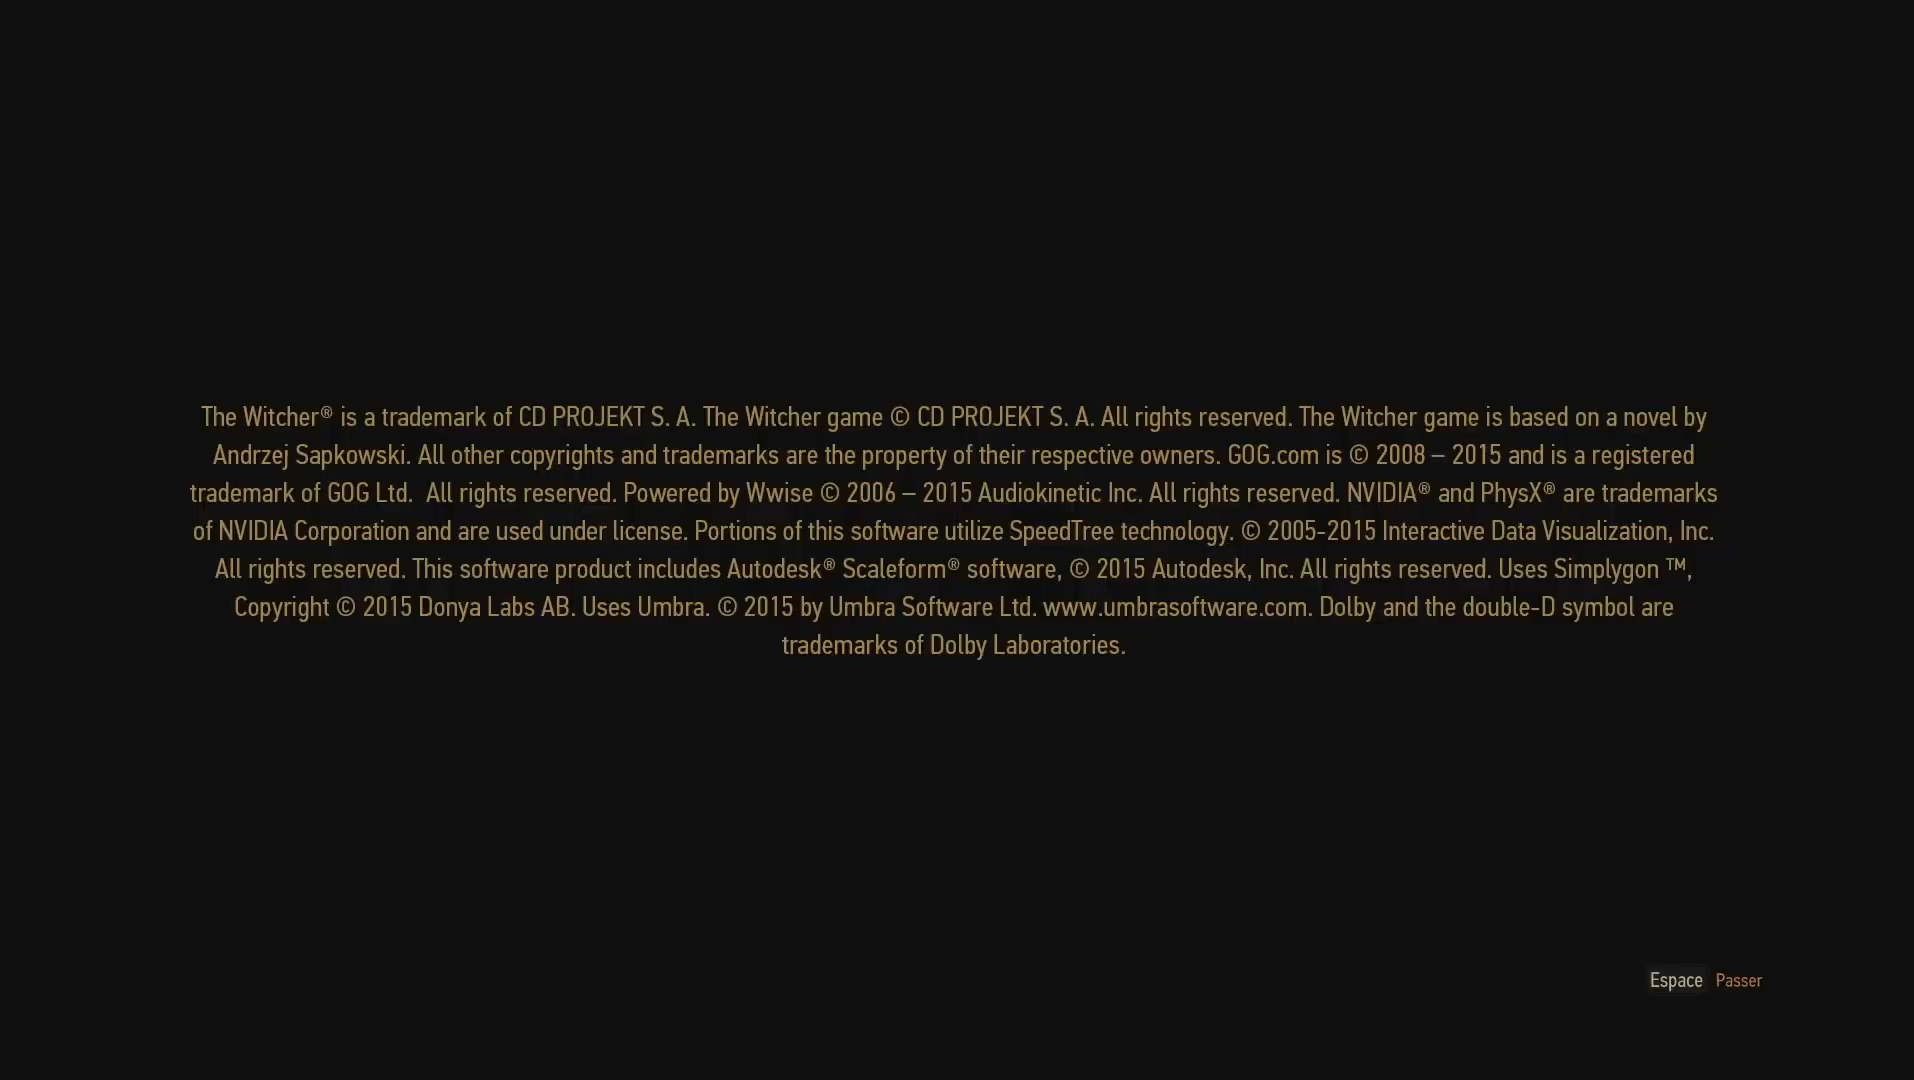 The Witcher® is a trademark of CD PROJEKT S. A. The Witcher game © CD PROJEKT S. A. All rights reserved. The Witcher game is based on a novel by
Andrzej Sapkowski. All other copyrights and trademarks are the property of their respective owners. GOG.com is © 2008 – 2015 and is a registered
trademark of GOG Ltd.  All rights reserved. Powered by Wwise © 2006 – 2015 Audiokinetic Inc. All rights reserved. NVIDIA® and PhysX® are trademarks
of NVIDIA Corporation and are used under license. Portions of this software utilize SpeedTree technology. © 2005-2015 Interactive Data Visualization, Inc.
All rights reserved. This software product includes Autodesk® Scaleform® software, © 2015 Autodesk, Inc. All rights reserved. Uses Simplygon ™,
Copyright © 2015 Donya Labs AB. Uses Umbra. © 2015 by Umbra Software Ltd. www.umbrasoftware.com. Dolby and the double-D symbol are
trademarks of Dolby Laboratories.
Espace Passer